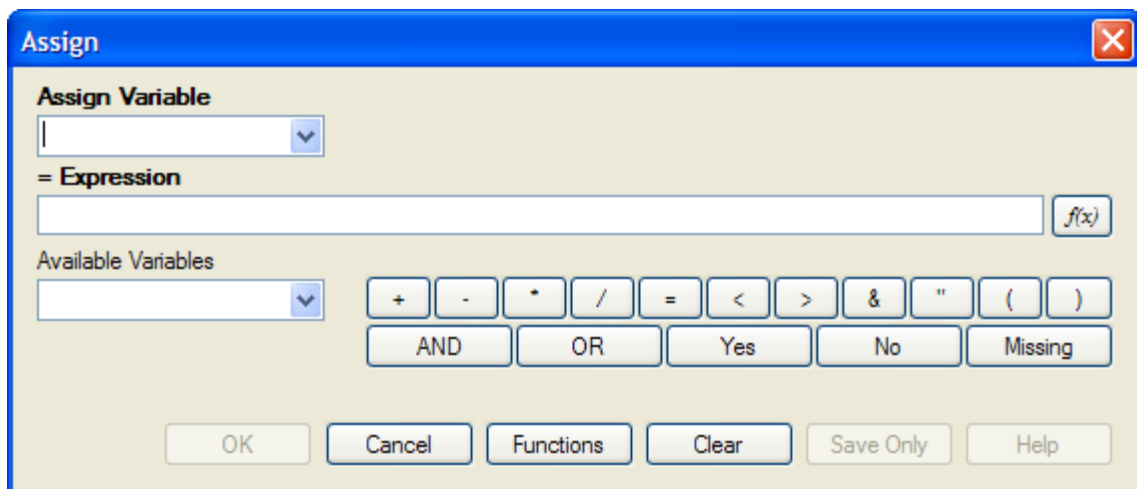 Assign
Assign Variable
= Expression
f(x)
Available Variables
+ - * / = < > & " ( )
AND OR Yes No Missing
OK Cancel Functions Clear Save Only Help